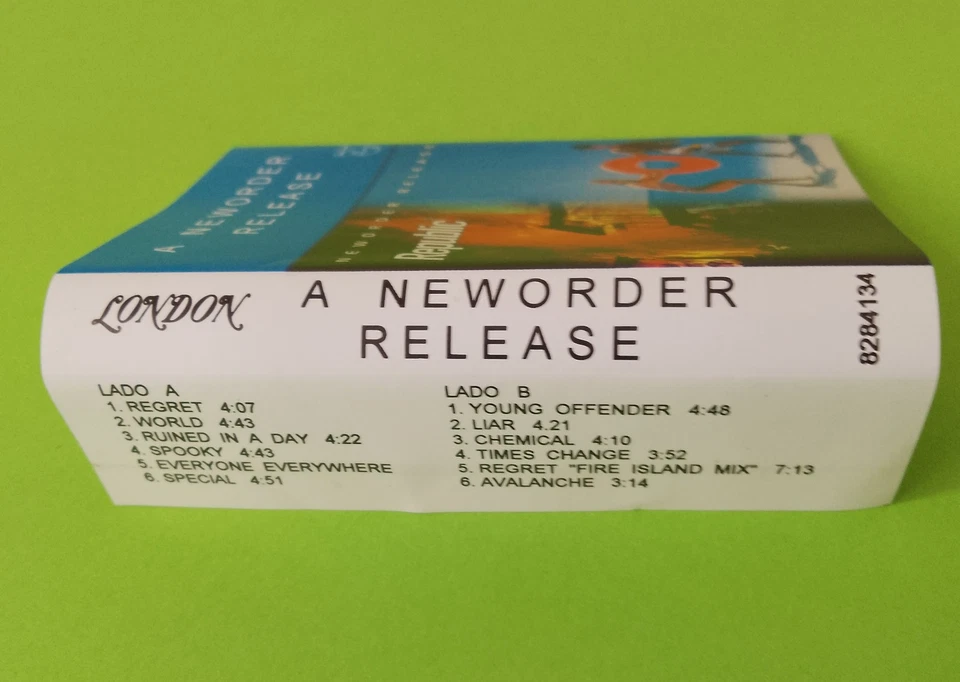 A NEWORDER
RELEASE
NEWORDER RELEASE
Republic
LONDON
A NEWORDER
RELEASE
8284134
LADO A
1. REGRET 4:07
2. WORLD 4:43
3. RUINED IN A DAY 4:22
4. SPOOKY 4:43
5. EVERYONE EVERYWHERE
6. SPECIAL 4:51
LADO B
1. YOUNG OFFENDER 4:48
2. LIAR 4.21
3. CHEMICAL 4:10
4. TIMES CHANGE 3:52
5. REGRET "FIRE ISLAND MIX" 7:13
6. AVALANCHE 3:14